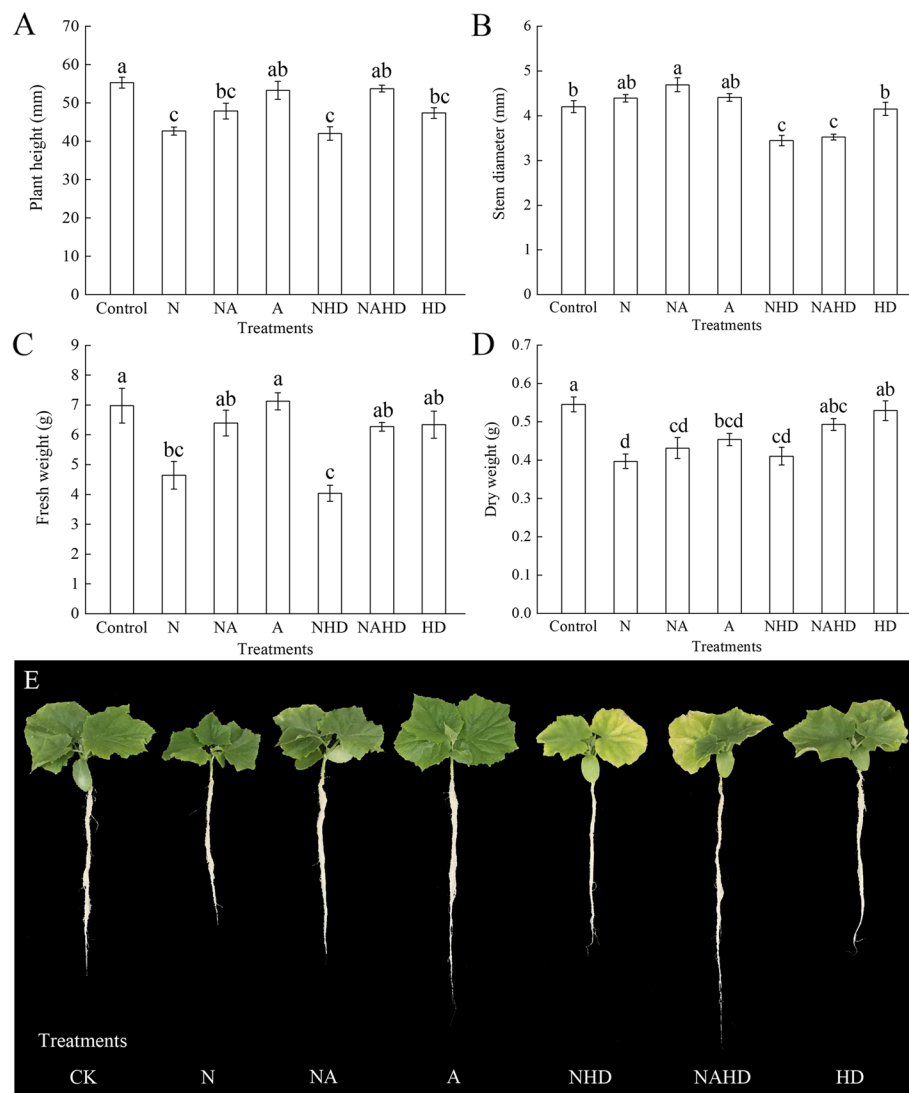 A
Plant height (mm)
70
60
50
40
30
20
10
0
a
c
bc
ab
c
ab
bc
Control N NA A NHD NAHD HD
Treatments
B
Stem diameter (mm)
6
5
4
3
2
1
0
b
ab
a
ab
c
c
b
Control N NA A NHD NAHD HD
Treatments
C
Fresh weight (g)
9
8
7
6
5
4
3
2
1
0
a
bc
ab
a
c
ab
ab
Control N NA A NHD NAHD HD
Treatments
D
Dry weight (g)
0.7
0.6
0.5
0.4
0.3
0.2
0.1
0.0
a
d
cd
bcd
cd
abc
ab
Control N NA A NHD NAHD HD
Treatments
E
Treatments
CK N NA A NHD NAHD HD